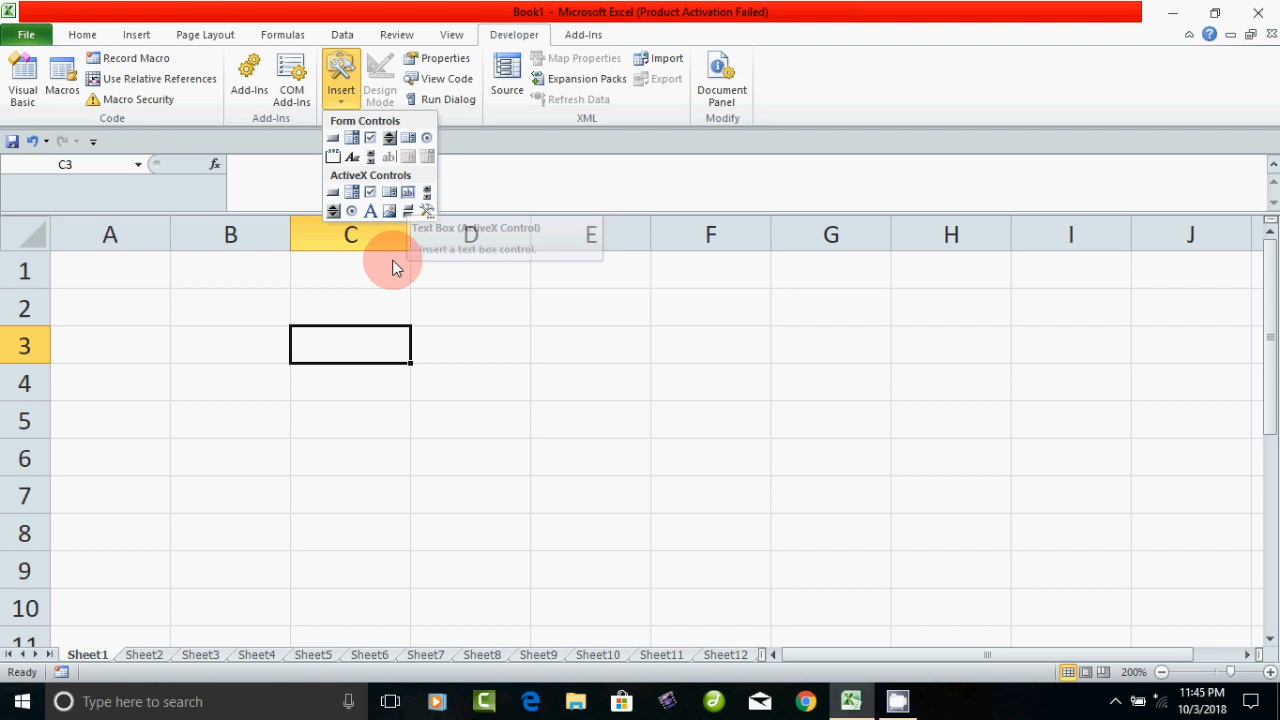 Book1 - Microsoft Excel (Product Activation Failed)
File Home Insert Page Layout Formulas Data Review View Developer Add-Ins
Visual Basic
Macros
Record Macro
Use Relative References
Macro Security
Code
Add-Ins
COM Add-Ins
Add-Ins
Insert
Design Mode
Properties
View Code
Run Dialog
Source
Map Properties
Expansion Packs
Refresh Data
Import
Export
XML
Document Panel
Modify
Form Controls
Aa
ab
ActiveX Controls
ab
A
C3
fx
Text Box (ActiveX Control)
Insert a text box control.
A B C D E F G H I J
1
2
3
4
5
6
7
8
9
10
11
Sheet1 Sheet2 Sheet3 Sheet4 Sheet5 Sheet6 Sheet7 Sheet8 Sheet9 Sheet10 Sheet11 Sheet12
Ready
200%
Type here to search
11:45 PM
10/3/2018